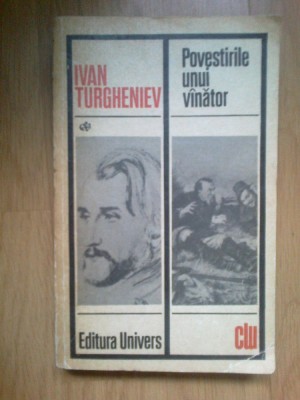 IVAN
TURGHENIEV
Povestirile
unui
vînător
Editura Univers
clu